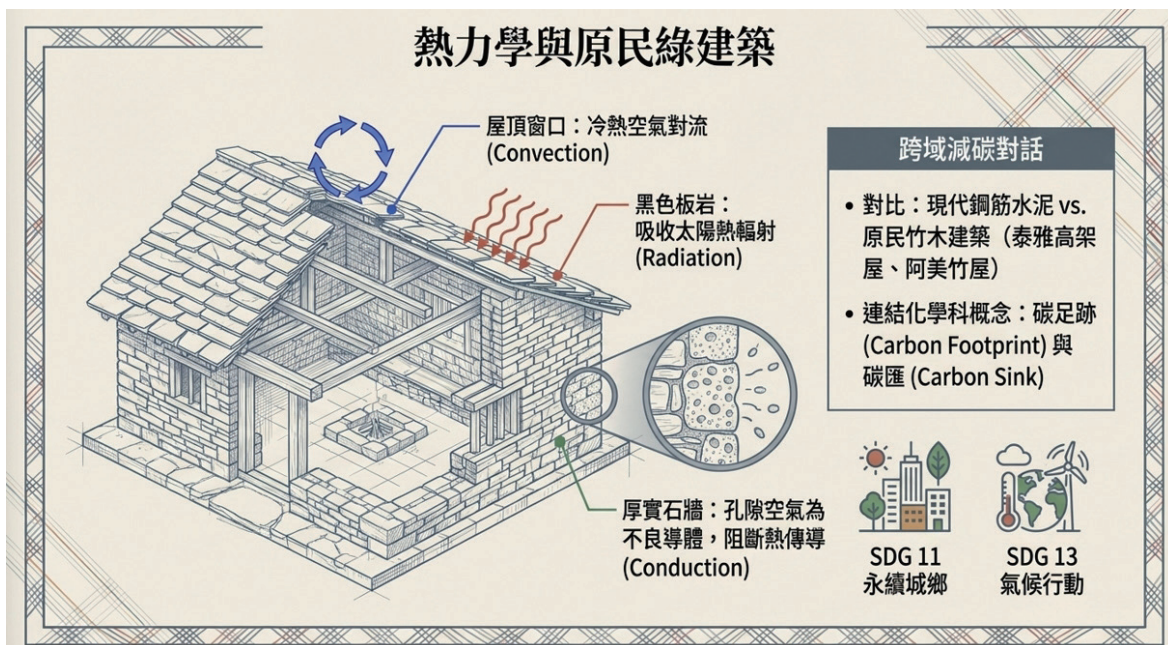 熱力學與原民綠建築
屋頂窗口：冷熱空氣對流
(Convection)
黑色板岩：
吸收太陽熱輻射
(Radiation)
厚實石牆：孔隙空氣為
不良導體，阻斷熱傳導
(Conduction)
跨域減碳對話
• 對比：現代鋼筋水泥 vs.
原民竹木建築（泰雅高架
屋、阿美竹屋）
• 連結化學科概念：碳足跡
(Carbon Footprint) 與
碳匯 (Carbon Sink)
SDG 11
永續城鄉
SDG 13
氣候行動